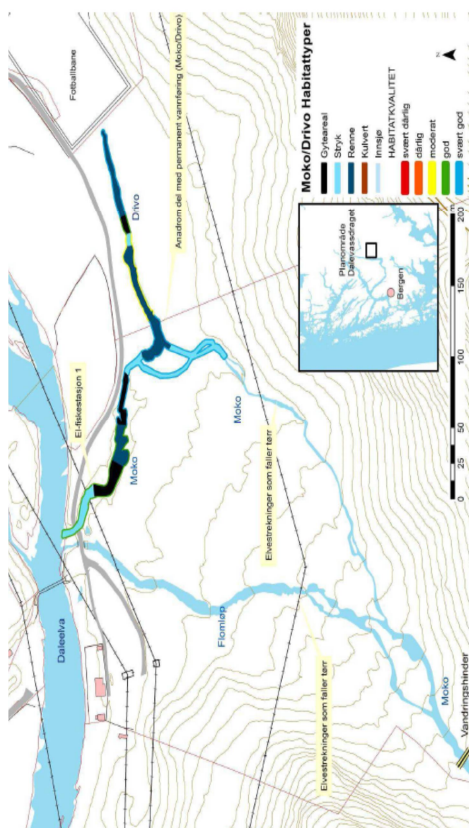 Fotballbane
Drivo
Anadrom del med permanent vannføring (Moko/Drivo)
El-fiskestasjon 1
Moko
Daleelva
Moko
Elvestrekninger som faller tørr
Flomløp
Elvestrekninger som faller tørr
Moko
Vandringshinder
Moko/Drivo Habitattyper
Gyteareal
Stryk
Renne
Kulvert
Innsjø
HABITATKVALITET
svært dårlig
dårlig
moderat
god
svært god
Planområde
Dalevassdraget
Bergen
0 25 50 100 150 200